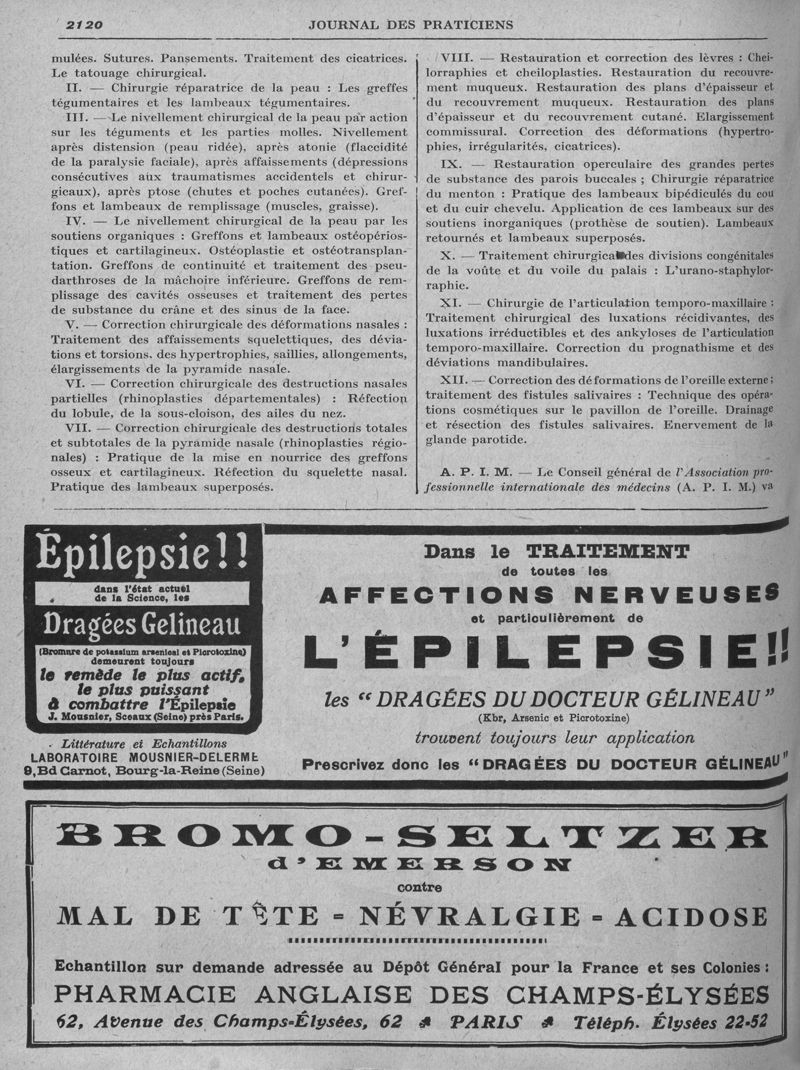 2120
JOURNAL DES PRATICIENS
mulées. Sutures. Pansements. Traitement des cicatrices.
Le tatouage chirurgical.
II. — Chirurgie réparatrice de la peau : Les greffes
tégumentaires et les lambeaux tégumentaires.
III. — Le nivellement chirurgical de la peau par action
sur les téguments et les parties molles. Nivellement
après distension (peau ridée), après atonie (flaccidité
de la paralysie faciale), après affaissements (dépressions
consécutives aux traumatismes accidentels et chirur-
gicaux), après ptose (chutes et poches cutanées). Gref-
fons et lambeaux de remplissage (muscles, graisse).
IV. — Le nivellement chirurgical de la peau par les
soutiens organiques : Greffons et lambeaux ostéopérios-
tiques et cartilagineux. Ostéoplastie et ostéotransplan-
tation. Greffons de continuité et traitement des pseu-
darthroses de la mâchoire inférieure. Greffons de rem-
plissage des cavités osseuses et traitement des pertes
de substance du crâne et des sinus de la face.
V. — Correction chirurgicale des déformations nasales :
Traitement des affaissements squelettiques, des dévia-
tions et torsions, des hypertrophies, saillies, allongements,
élargissements de la pyramide nasale.
VI. — Correction chirurgicale des destructions nasales
partielles (rhinoplasties départementales) : Réfection
du lobule, de la sous-cloison, des ailes du nez.
VII. — Correction chirurgicale des destructions totales
et subtotales de la pyramide nasale (rhinoplasties régio-
nales) : Pratique de la mise en nourrice des greffons
osseux et cartilagineux. Réfection du squelette nasal.
Pratique des lambeaux superposés.
VIII. — Restauration et correction des lèvres : Chei-
lorraphies et cheiloplasties. Restauration du recouvre-
ment muqueux. Restauration des plans d'épaisseur et
du recouvrement muqueux. Restauration des plans
d'épaisseur et du recouvrement cutané. Elargissement
commissural. Correction des déformations (hypertro-
phies, irrégularités, cicatrices).
IX. — Restauration operculaire des grandes pertes
de substance des parois buccales ; Chirurgie réparatrice
du menton : Pratique des lambeaux bipédiculés du cou
et du cuir chevelu. Application de ces lambeaux sur des
soutiens inorganiques (prothèse de soutien). Lambeaux
retournés et lambeaux superposés.
X. — Traitement chirurgical des divisions congénitales
de la voûte et du voile du palais : L'urano-staphylor-
raphie.
XI. — Chirurgie de l'articulation temporo-maxillaire :
Traitement chirurgical des luxations récidivantes, des
luxations irréductibles et des ankyloses de l'articulation
temporo-maxillaire. Correction du prognathisme et des
déviations mandibulaires.
XII. — Correction des déformations de l'oreille externe ;
traitement des fistules salivaires : Technique des opéra-
tions cosmétiques sur le pavillon de l'oreille. Drainage
et résection des fistules salivaires. Enervement de la
glande parotide.
A. P. I. M. — Le Conseil général de l'Association pro-
fessionnelle internationale des médecins (A. P. I. M.) va
Épilepsie!!
dans l'état actuel
de la Science, les
Dragées Gelineau
(Bromure de potassium arsenical et Picrotoxine)
demeurent toujours
le remède le plus actif,
le plus puissant
à combattre l'Épilepsie
J. Mousnier, Sceaux (Seine) près Paris.
Littérature et Echantillons
LABORATOIRE MOUSNIER-DELERME
9, Bd Carnot, Bourg-la-Reine (Seine)
Dans le TRAITEMENT
de toutes les
AFFECTIONS NERVEUSES
et particulièrement de
L'ÉPILEPSIE!!
les “DRAGÉES DU DOCTEUR GÉLINEAU”
(Kbr, Arsenic et Picrotoxine)
trouvent toujours leur application
Prescrivez donc les “DRAGÉES DU DOCTEUR GÉLINEAU”
BROMO-SELTZER
d'EMERSON
contre
MAL DE TÊTE - NÉVRALGIE - ACIDOSE
Echantillon sur demande adressée au Dépôt Général pour la France et ses Colonies :
PHARMACIE ANGLAISE DES CHAMPS-ÉLYSÉES
62, Avenue des Champs-Élysées, 62 PARIS Téléph. Élysées 22-52